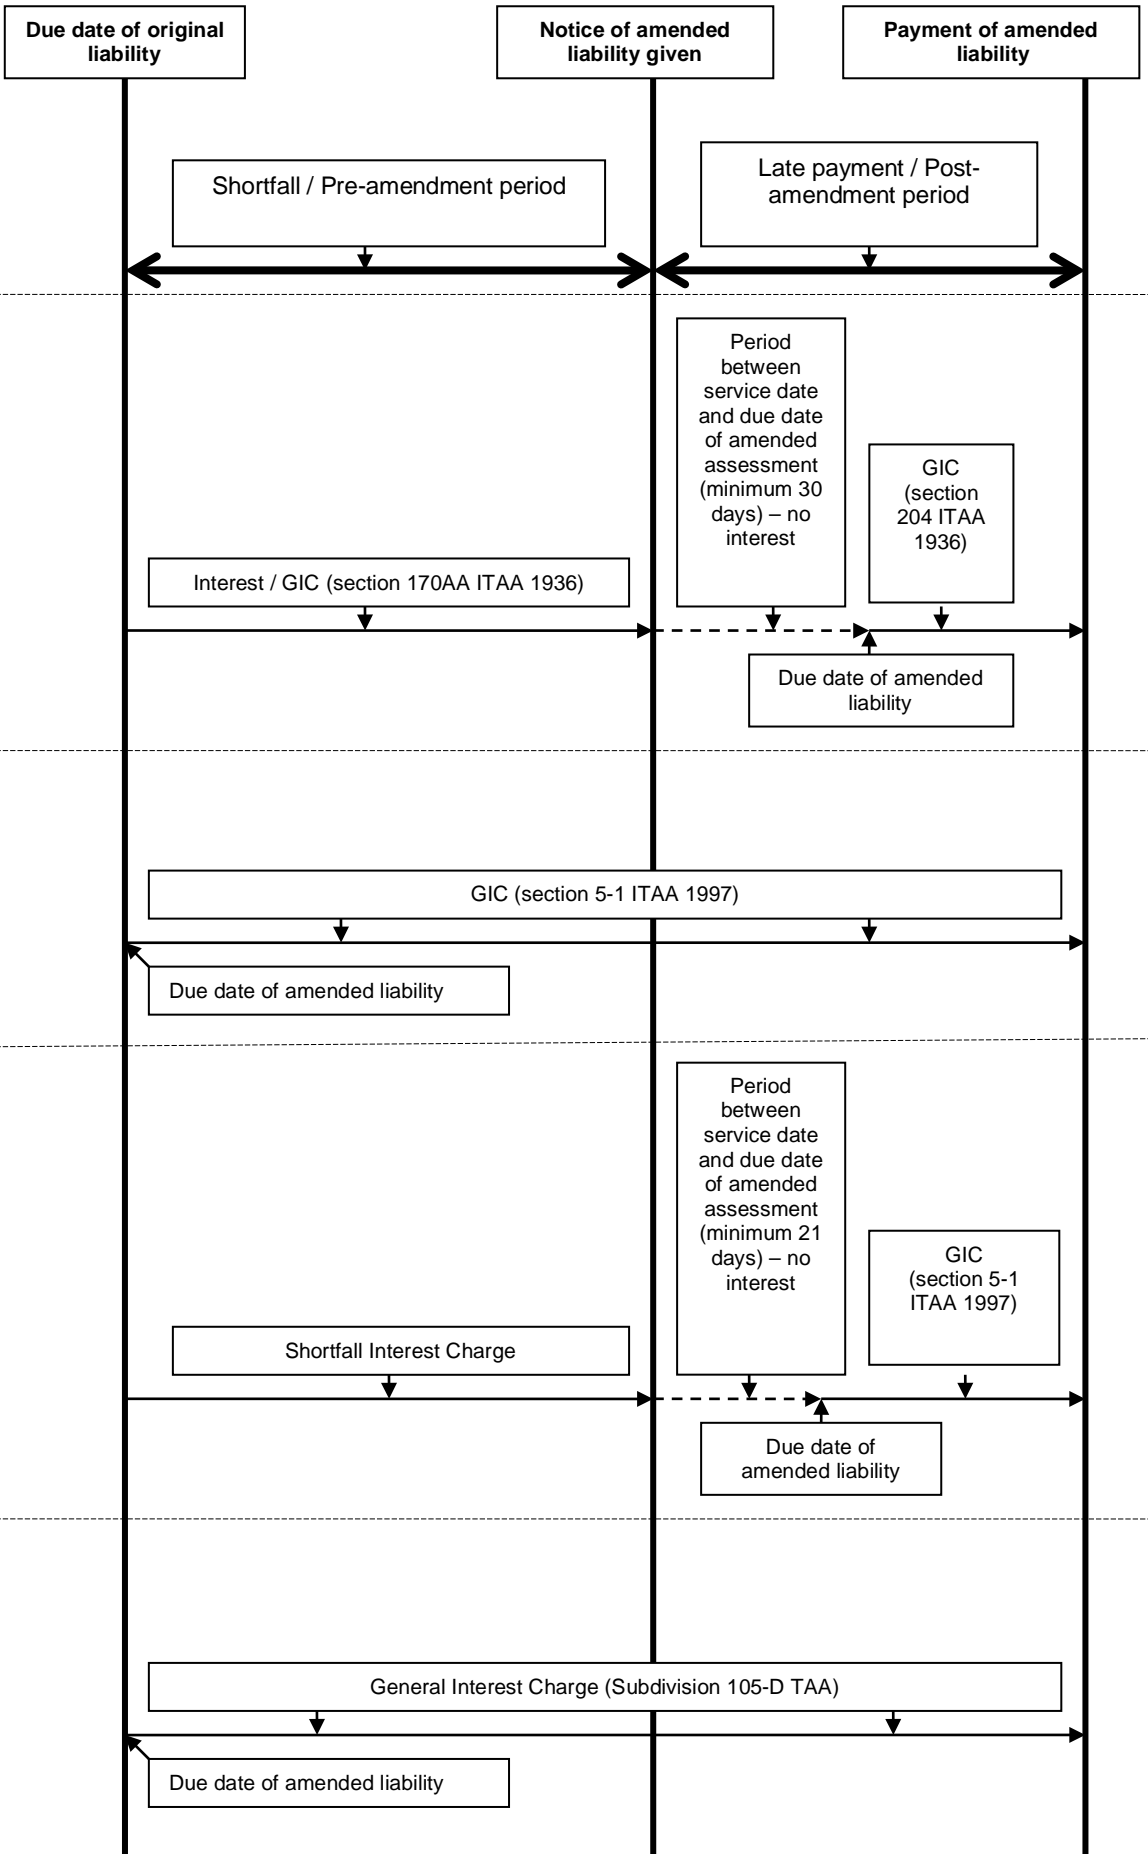 Due date of original
liability
Notice of amended
liability given
Payment of amended
liability
Shortfall / Pre-amendment period
Late payment / Post-
amendment period
Period
between
service date
and due date
of amended
assessment
(minimum 30
days) – no
interest
GIC
(section
204 ITAA
1936)
Interest / GIC (section 170AA ITAA 1936)
Due date of amended
liability
GIC (section 5-1 ITAA 1997)
Due date of amended liability
Period
between
service date
and due date
of amended
assessment
(minimum 21
days) – no
interest
GIC
(section 5-1
ITAA 1997)
Shortfall Interest Charge
Due date of
amended liability
General Interest Charge (Subdivision 105-D TAA)
Due date of amended liability